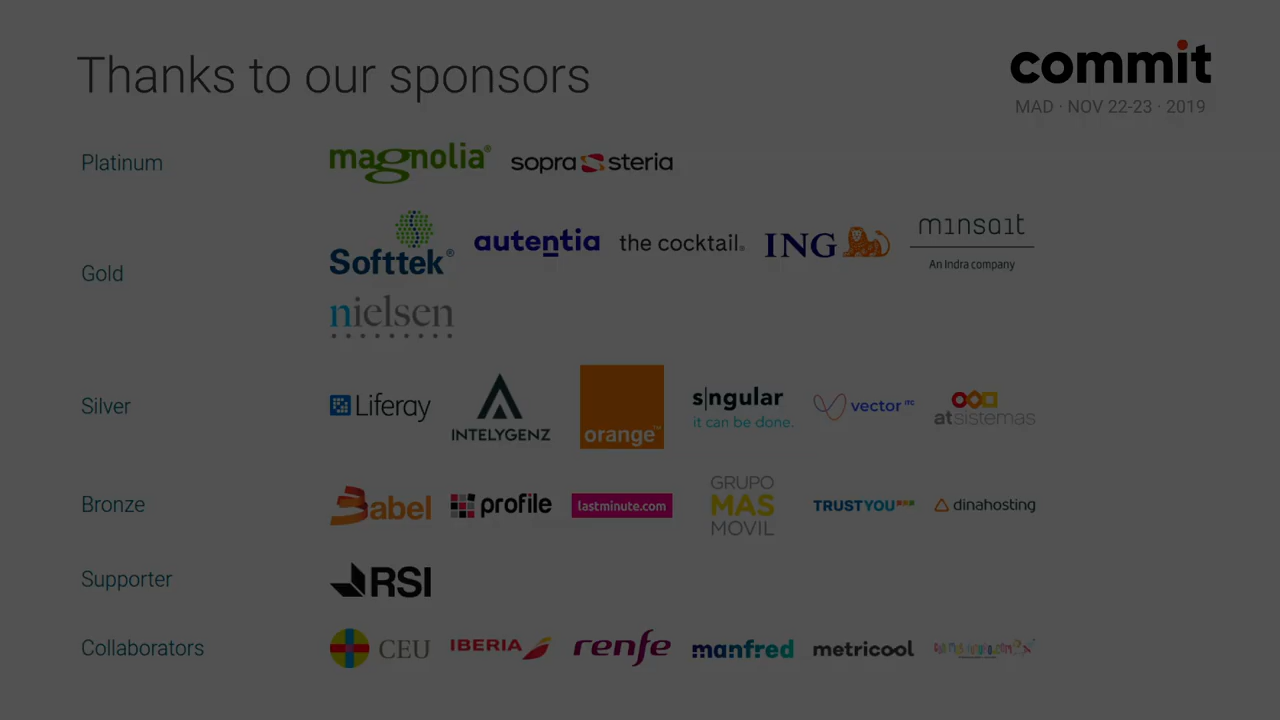 Thanks to our sponsors
commit
MAD · NOV 22-23 · 2019
Platinum
magnolia®
sopra steria
Gold
Softtek®
autentia
the cocktail
ING
minsait
An Indra company
nielsen
Silver
Liferay
INTELYGENZ
orange™
s|ngular
it can be done.
vector ITC
atsistemas
Bronze
Babel
profile
lastminute.com
GRUPO
MAS
MOVIL
TRUSTYOU
dinahosting
Supporter
RSI
Collaborators
CEU
IBERIA
renfe
manfred
metricool